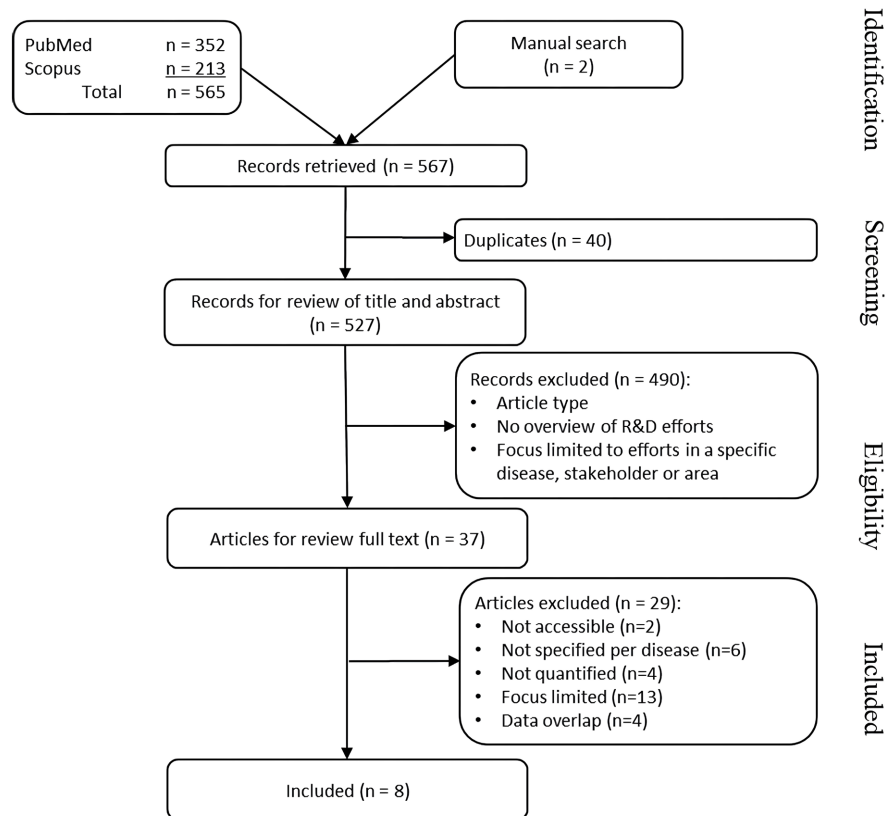 PubMed n = 352
Scopus n = 213
Total n = 565
Manual search
(n = 2)
Identification
Records retrieved (n = 567)
Duplicates (n = 40)
Screening
Records for review of title and abstract
(n = 527)
Records excluded (n = 490):
• Article type
• No overview of R&D efforts
• Focus limited to efforts in a specific
disease, stakeholder or area
Eligibility
Articles for review full text (n = 37)
Articles excluded (n = 29):
• Not accessible (n=2)
• Not specified per disease (n=6)
• Not quantified (n=4)
• Focus limited (n=13)
• Data overlap (n=4)
Included
Included (n = 8)